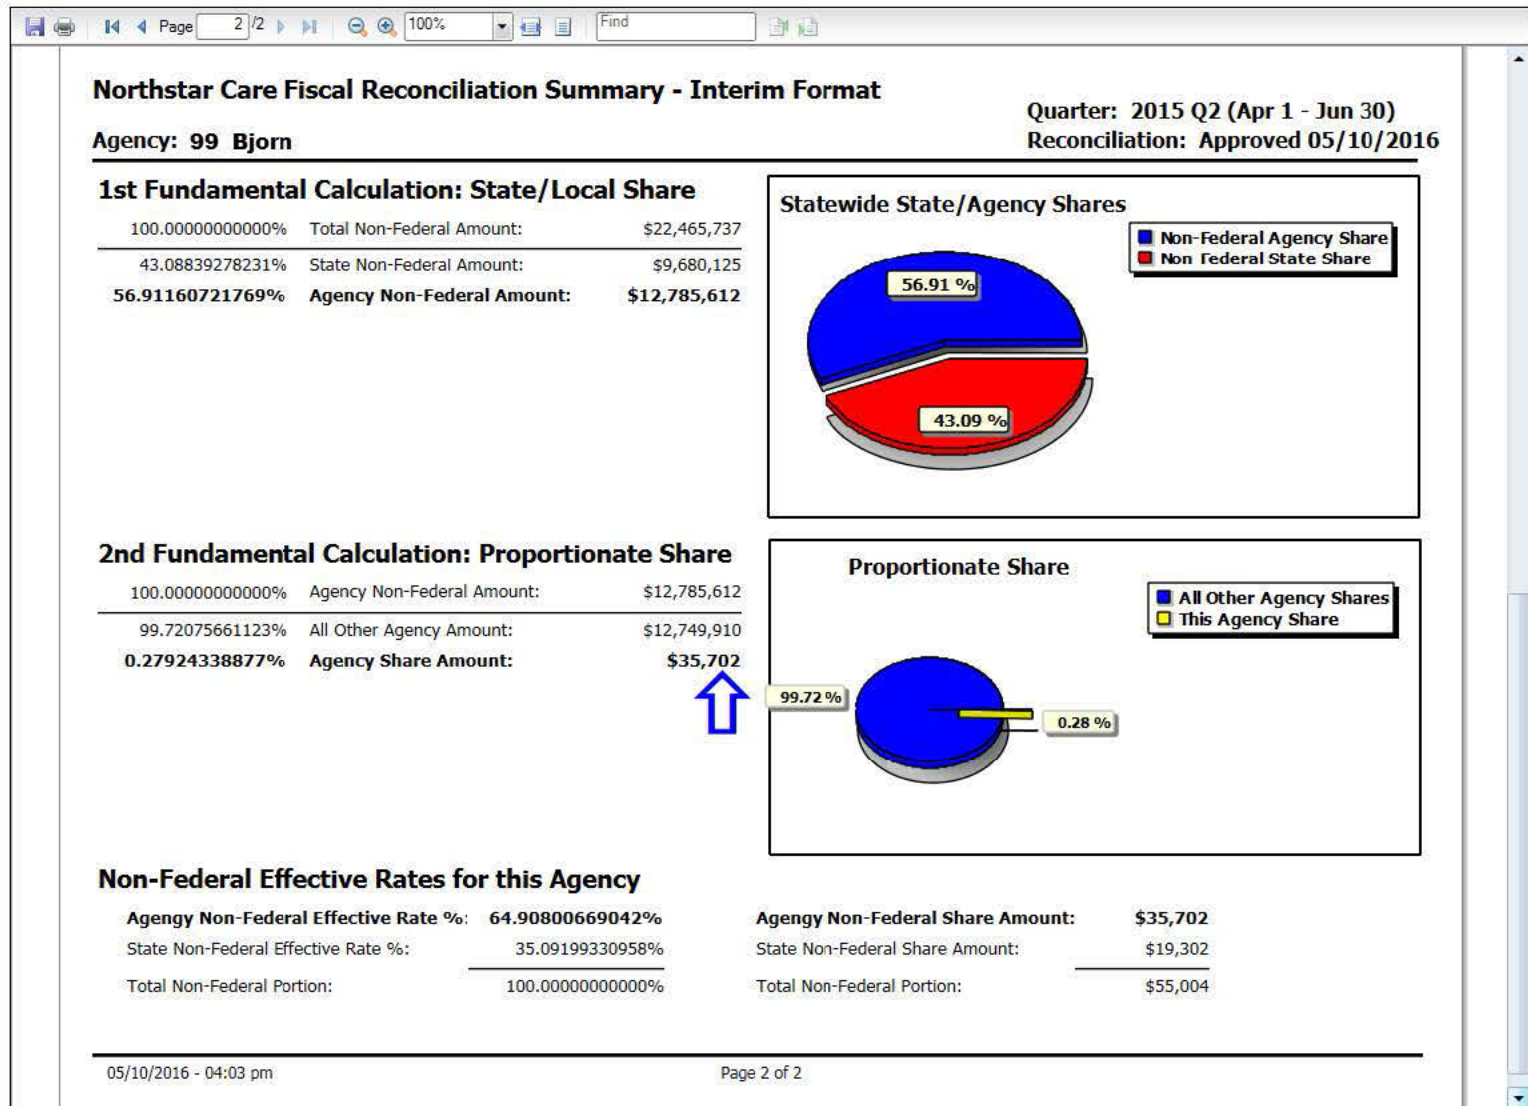 Page 2 /2 100% Find
Northstar Care Fiscal Reconciliation Summary - Interim Format
Quarter: 2015 Q2 (Apr 1 - Jun 30)
Agency: 99 Bjorn
Reconciliation: Approved 05/10/2016
1st Fundamental Calculation: State/Local Share
100.00000000000% Total Non-Federal Amount: $22,465,737
43.08839278231% State Non-Federal Amount: $9,680,125
56.91160721769% Agency Non-Federal Amount: $12,785,612
Statewide State/Agency Shares
Non-Federal Agency Share
Non Federal State Share
56.91 %
43.09 %
2nd Fundamental Calculation: Proportionate Share
100.00000000000% Agency Non-Federal Amount: $12,785,612
99.72075661123% All Other Agency Amount: $12,749,910
0.27924338877% Agency Share Amount: $35,702
Proportionate Share
All Other Agency Shares
This Agency Share
99.72 %
0.28 %
Non-Federal Effective Rates for this Agency
Agengy Non-Federal Effective Rate %: 64.90800669042% Agengy Non-Federal Share Amount: $35,702
State Non-Federal Effective Rate %: 35.09199330958% State Non-Federal Share Amount: $19,302
Total Non-Federal Portion: 100.00000000000% Total Non-Federal Portion: $55,004
05/10/2016 - 04:03 pm Page 2 of 2